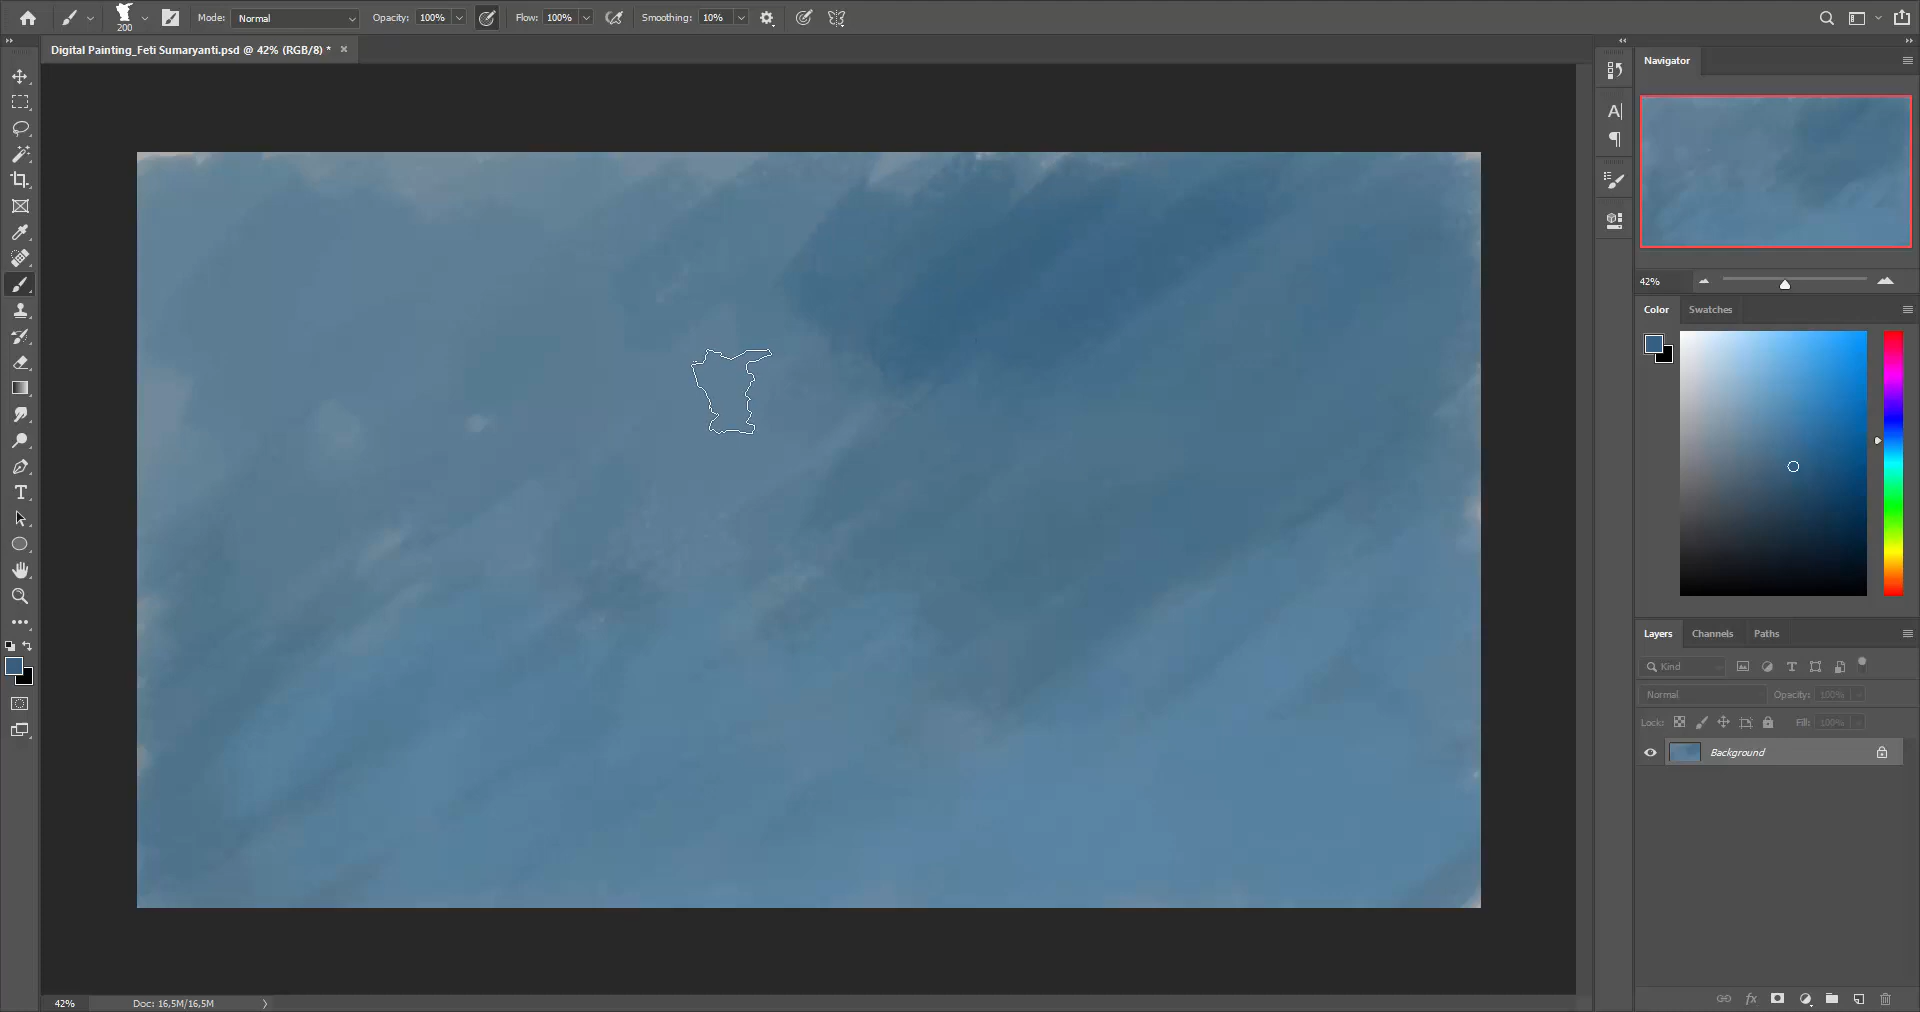 200
Mode: Normal
Opacity: 100%
Flow: 100%
Smoothing: 10%
Digital Painting_Feti Sumaryanti.psd @ 42% (RGB/8) *
Navigator
42%
Color
Swatches
Layers
Channels
Paths
Kind
Normal
Opacity: 100%
Lock:
Fill: 100%
Background
42%
Doc: 16,5M/16,5M